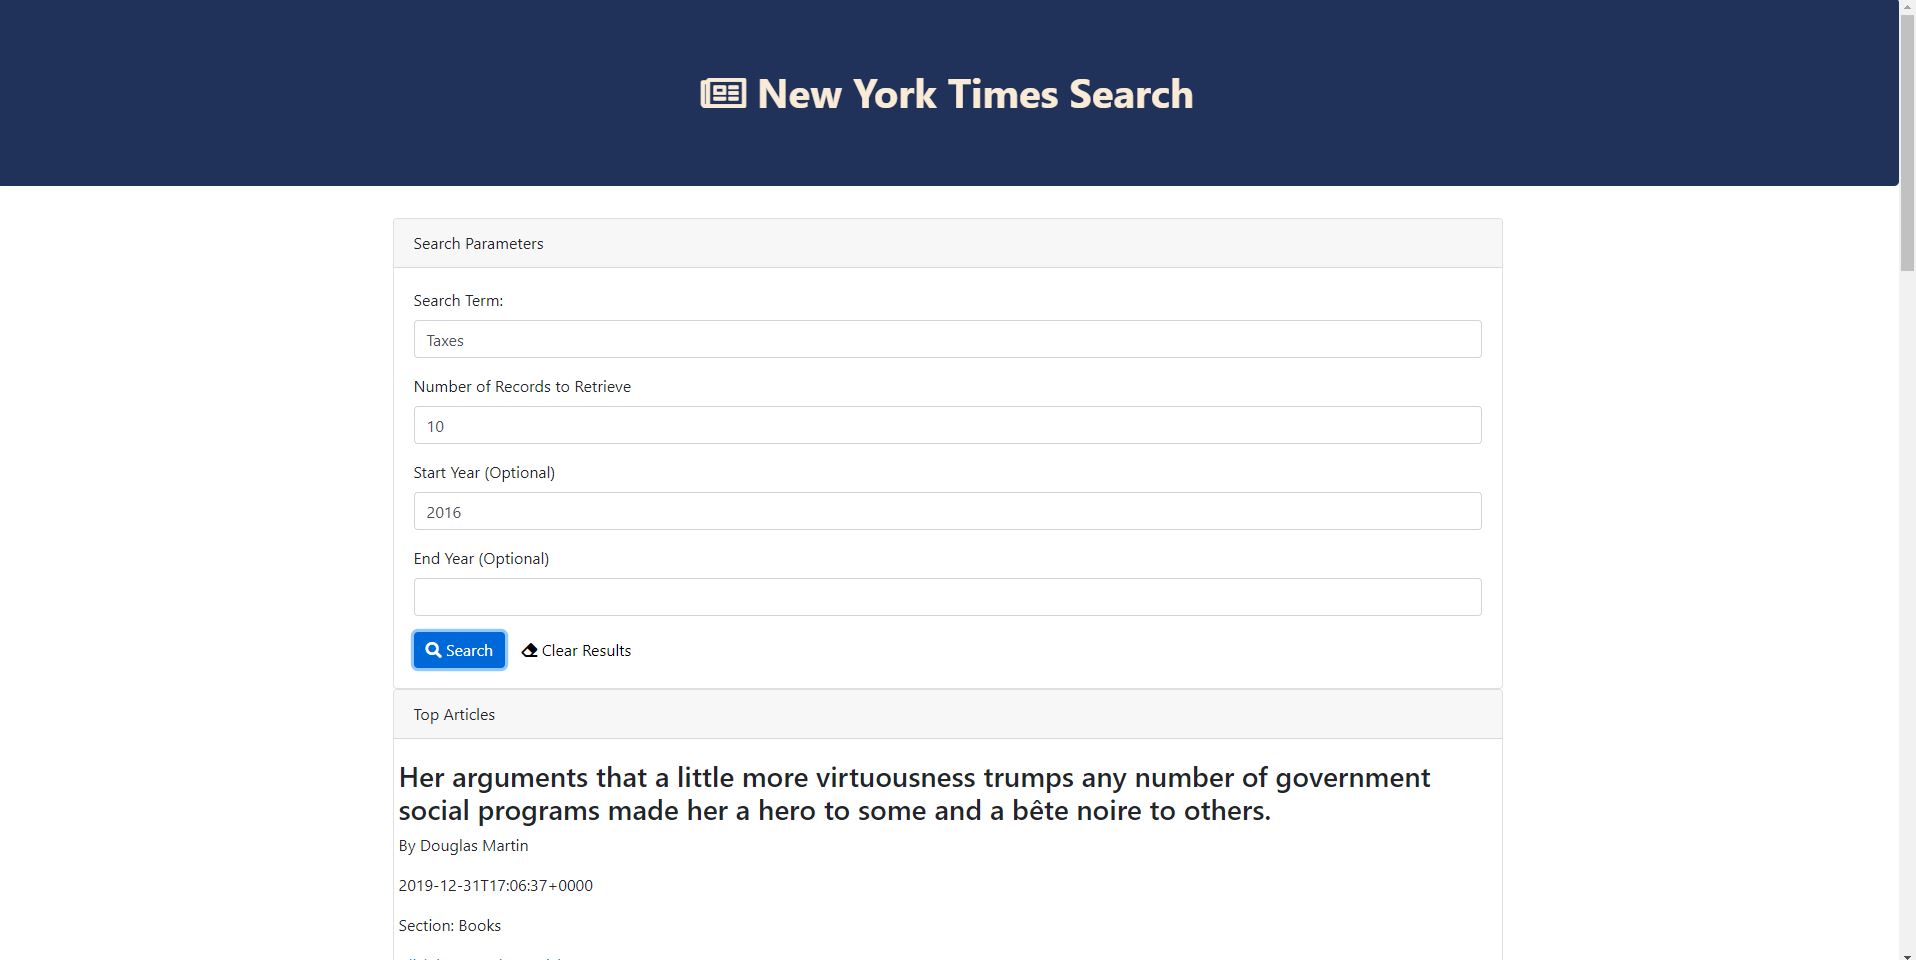 New York Times Search
Search Parameters
Search Term:
Taxes
Number of Records to Retrieve
10
Start Year (Optional)
2016
End Year (Optional)
Search
Clear Results
Top Articles
Her arguments that a little more virtuousness trumps any number of government
social programs made her a hero to some and a bête noire to others.
By Douglas Martin
2019-12-31T17:06:37+0000
Section: Books